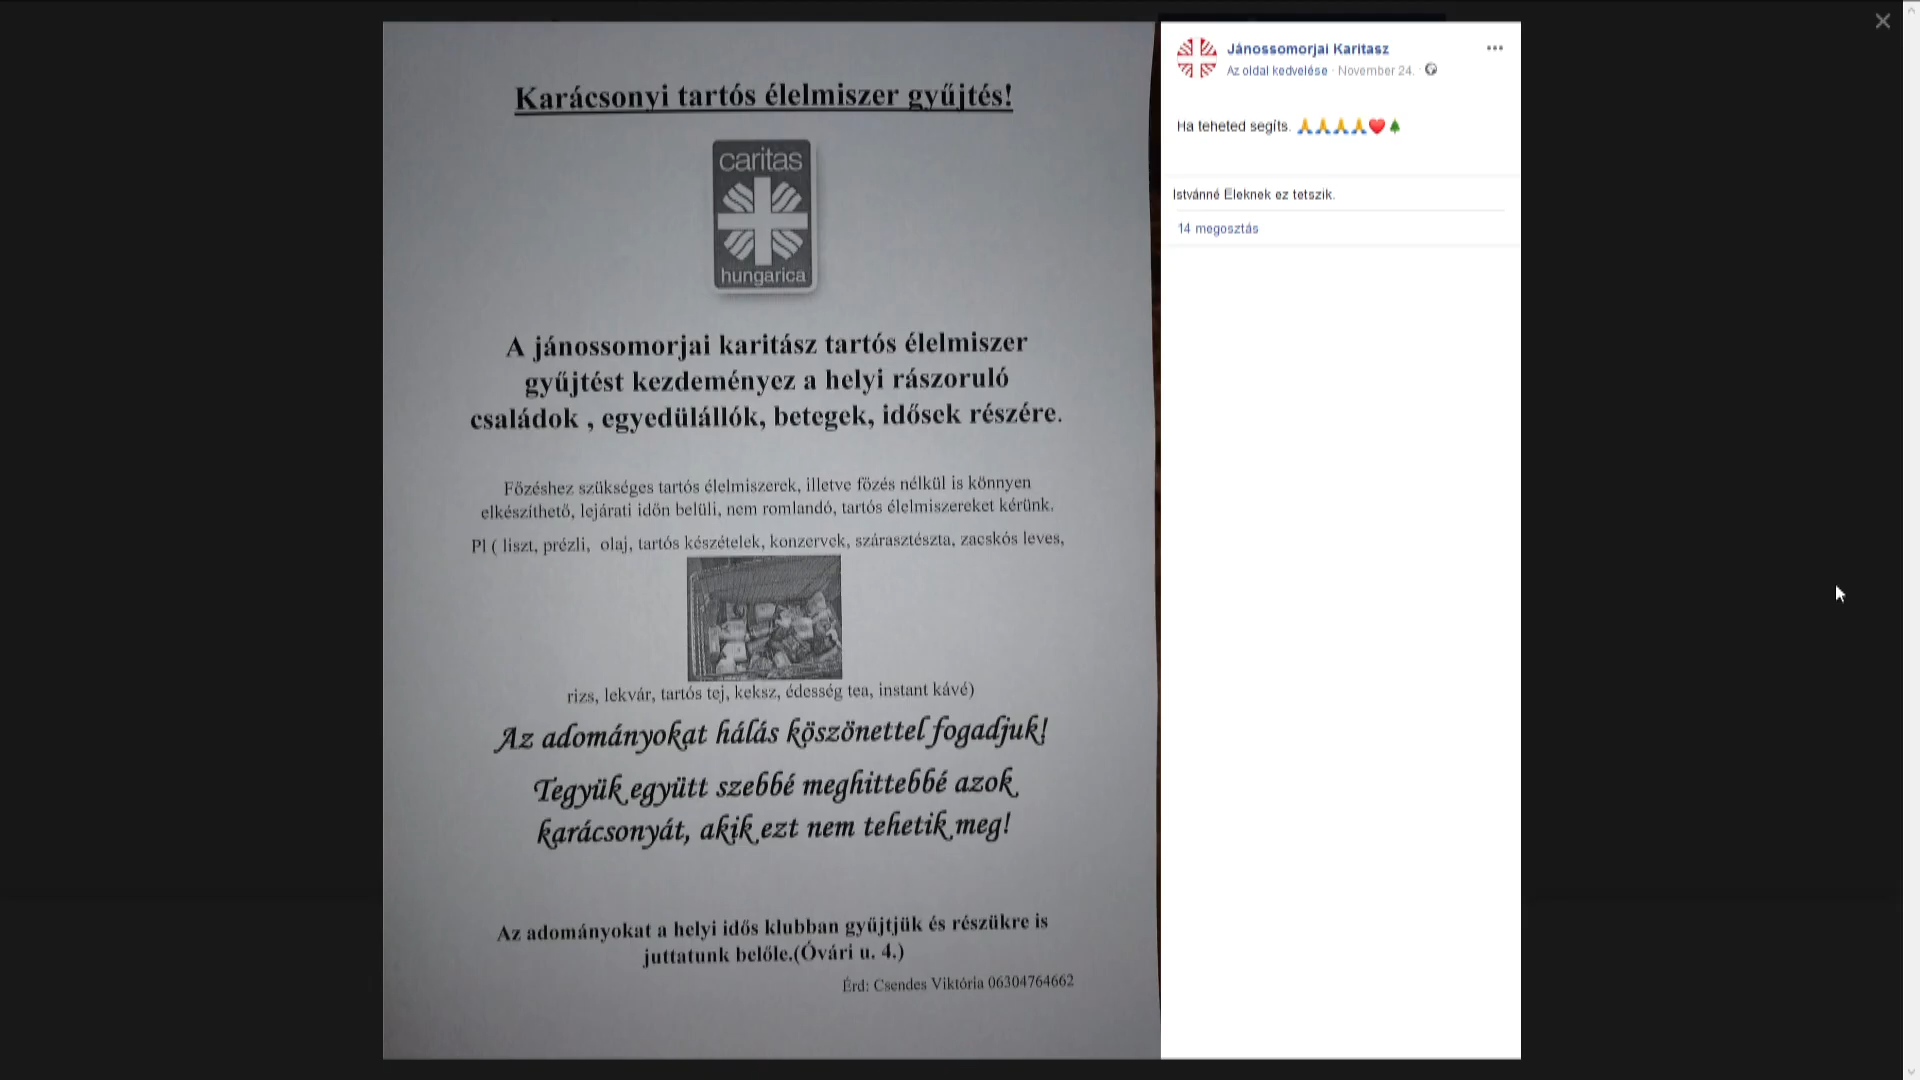 Karácsonyi tartós élelmiszer gyűjtés!
caritas
hungarica
A jánossomorjai karitász tartós élelmiszer
gyűjtést kezdeményez a helyi rászoruló
családok , egyedülállók, betegek, idősek részére.
Főzéshez szükséges tartós élelmiszerek, illetve főzés nélkül is könnyen
elkészíthető, lejárati időn belüli, nem romlandó, tartós élelmiszereket kérünk.
Pl ( liszt, prézli, olaj, tartós készételek, konzervek, szárasztészta, zacskós leves,
rizs, lekvár, tartós tej, keksz, édesség tea, instant kávé)
Az adományokat hálás köszönettel fogadjuk!
Tegyük együtt szebbé meghittebbé azok
karácsonyát, akik ezt nem tehetik meg!
Az adományokat a helyi idős klubban gyűjtjük és részükre is
juttatunk belőle.(Óvári u. 4.)
Érd: Csendes Viktória 06304764662
Jánossomorjai Karitasz
Az oldal kedvelése · November 24. ·
Ha teheted segíts. 🙏🙏🙏🙏❤️🌲
Istvánné Eleknek ez tetszik.
14 megosztás